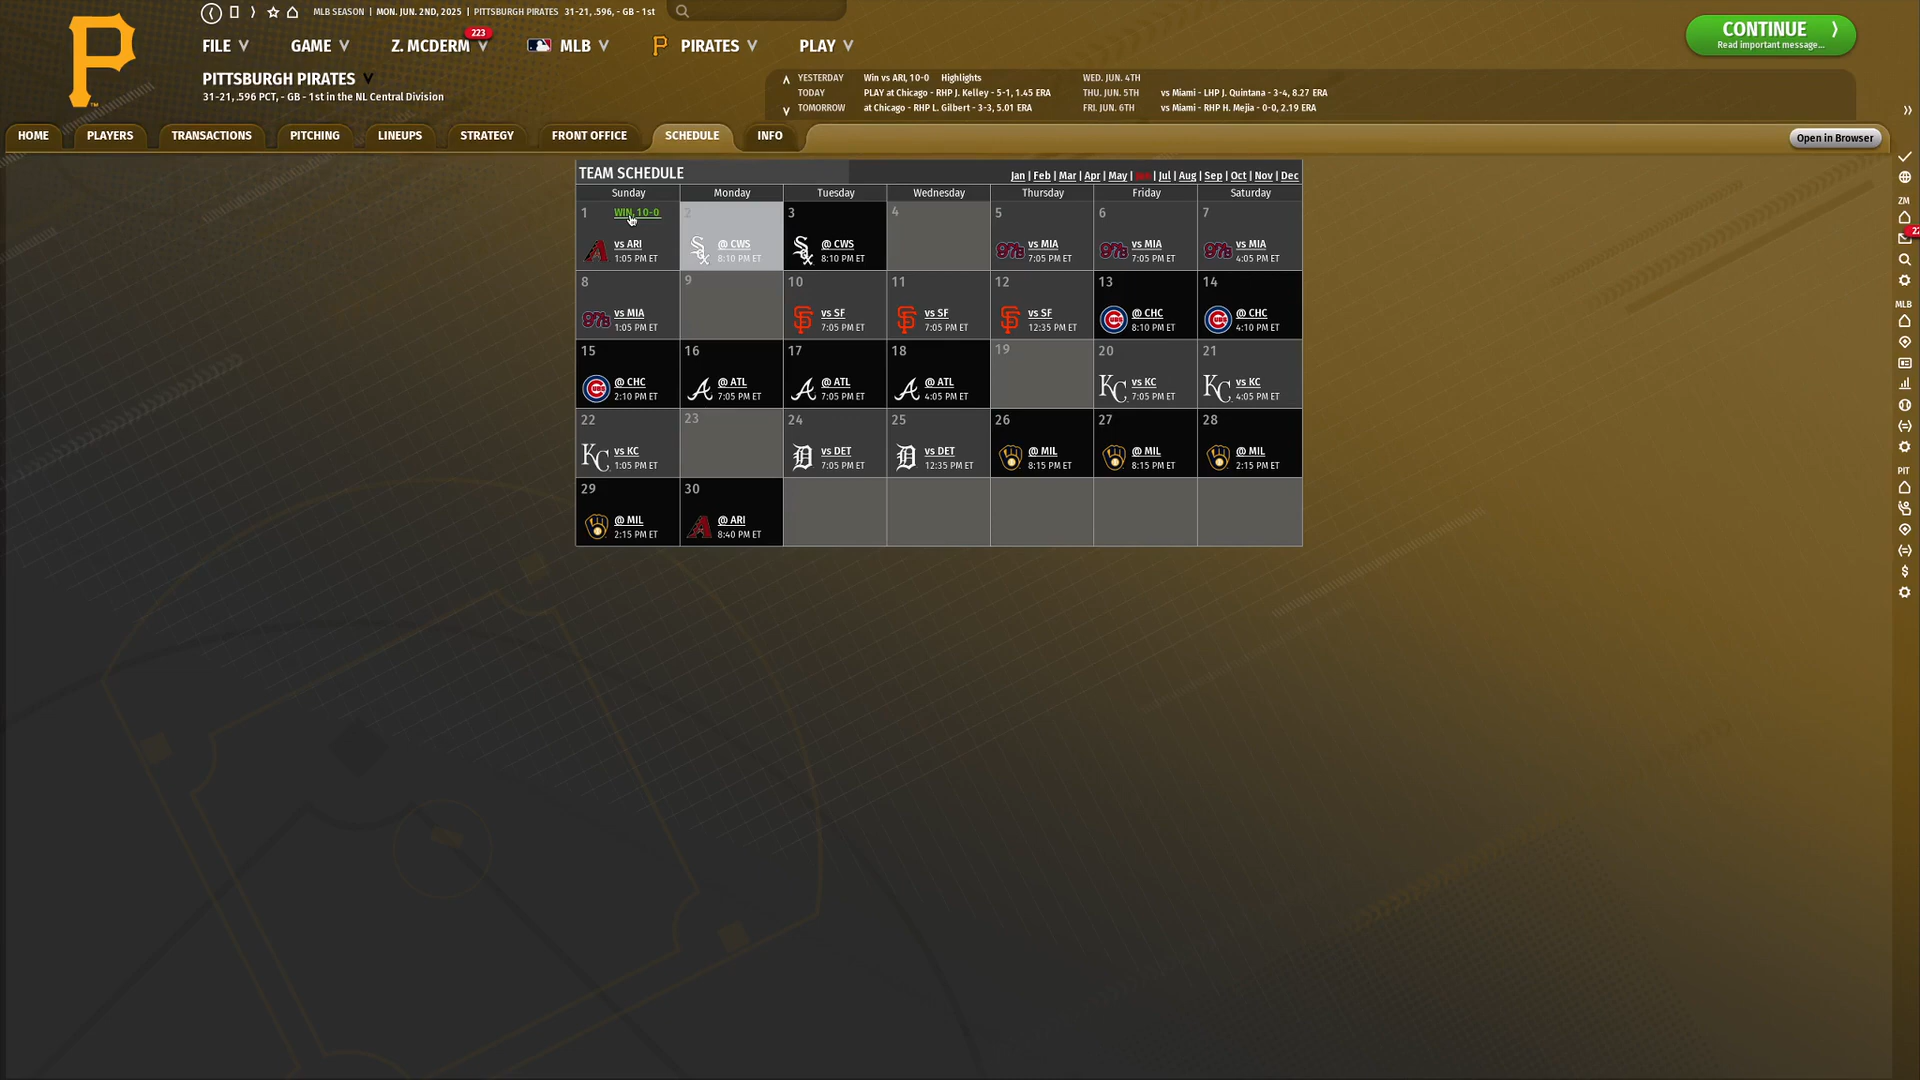 MLB SEASON | MON. JUN. 2ND, 2025 | PITTSBURGH PIRATES 31-21, .596, - GB - 1st
FILE GAME Z. MCDERM 223 MLB PIRATES PLAY
CONTINUE
Read important message...
PITTSBURGH PIRATES
31-21, .596 PCT, - GB - 1st in the NL Central Division
YESTERDAY Win vs ARI, 10-0 Highlights WED. JUN. 4TH
TODAY PLAY at Chicago - RHP J. Kelley - 5-1, 1.45 ERA THU. JUN. 5TH vs Miami - LHP J. Quintana - 3-4, 8.27 ERA
TOMORROW at Chicago - RHP L. Gilbert - 3-3, 5.01 ERA FRI. JUN. 6TH vs Miami - RHP H. Mejia - 0-0, 2.19 ERA
HOME PLAYERS TRANSACTIONS PITCHING LINEUPS STRATEGY FRONT OFFICE SCHEDULE INFO Open in Browser
TEAM SCHEDULE Jan | Feb | Mar | Apr | May | Jun | Jul | Aug | Sep | Oct | Nov | Dec
Sunday Monday Tuesday Wednesday Thursday Friday Saturday
1 WIN, 10-0 2 3 4 5 6 7
vs ARI @ CWS @ CWS vs MIA vs MIA vs MIA
1:05 PM ET 8:10 PM ET 8:10 PM ET 7:05 PM ET 7:05 PM ET 4:05 PM ET
8 9 10 11 12 13 14
vs MIA vs SF vs SF vs SF @ CHC @ CHC
1:05 PM ET 7:05 PM ET 7:05 PM ET 12:35 PM ET 8:10 PM ET 4:10 PM ET
15 16 17 18 19 20 21
@ CHC @ ATL @ ATL @ ATL vs KC vs KC
2:10 PM ET 7:05 PM ET 7:05 PM ET 4:05 PM ET 7:05 PM ET 4:05 PM ET
22 23 24 25 26 27 28
vs KC vs DET vs DET @ MIL @ MIL @ MIL
1:05 PM ET 7:05 PM ET 12:35 PM ET 8:15 PM ET 8:15 PM ET 2:15 PM ET
29 30
@ MIL @ ARI
2:15 PM ET 8:40 PM ET
ZM
MLB
PIT